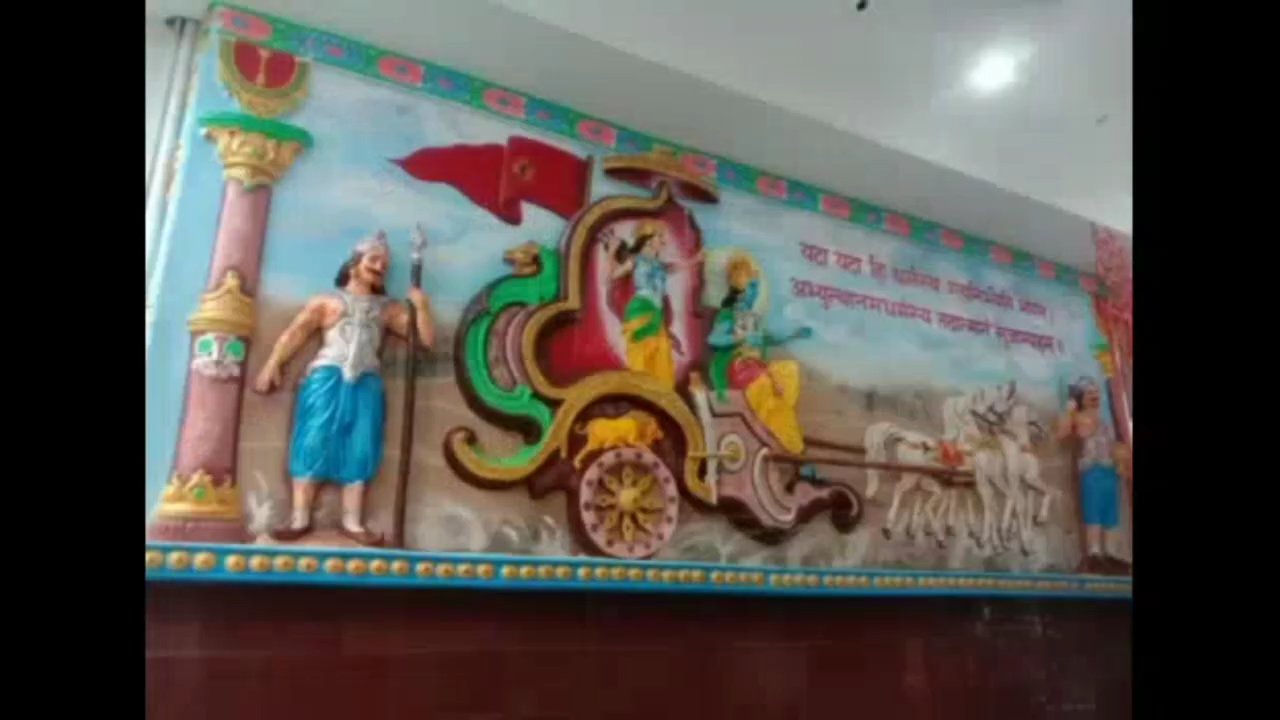 यदा यदा हि धर्मस्य ग्लानिर्भवति भारत।
अभ्युत्थानमधर्मस्य तदात्मानं सृजाम्यहम्।